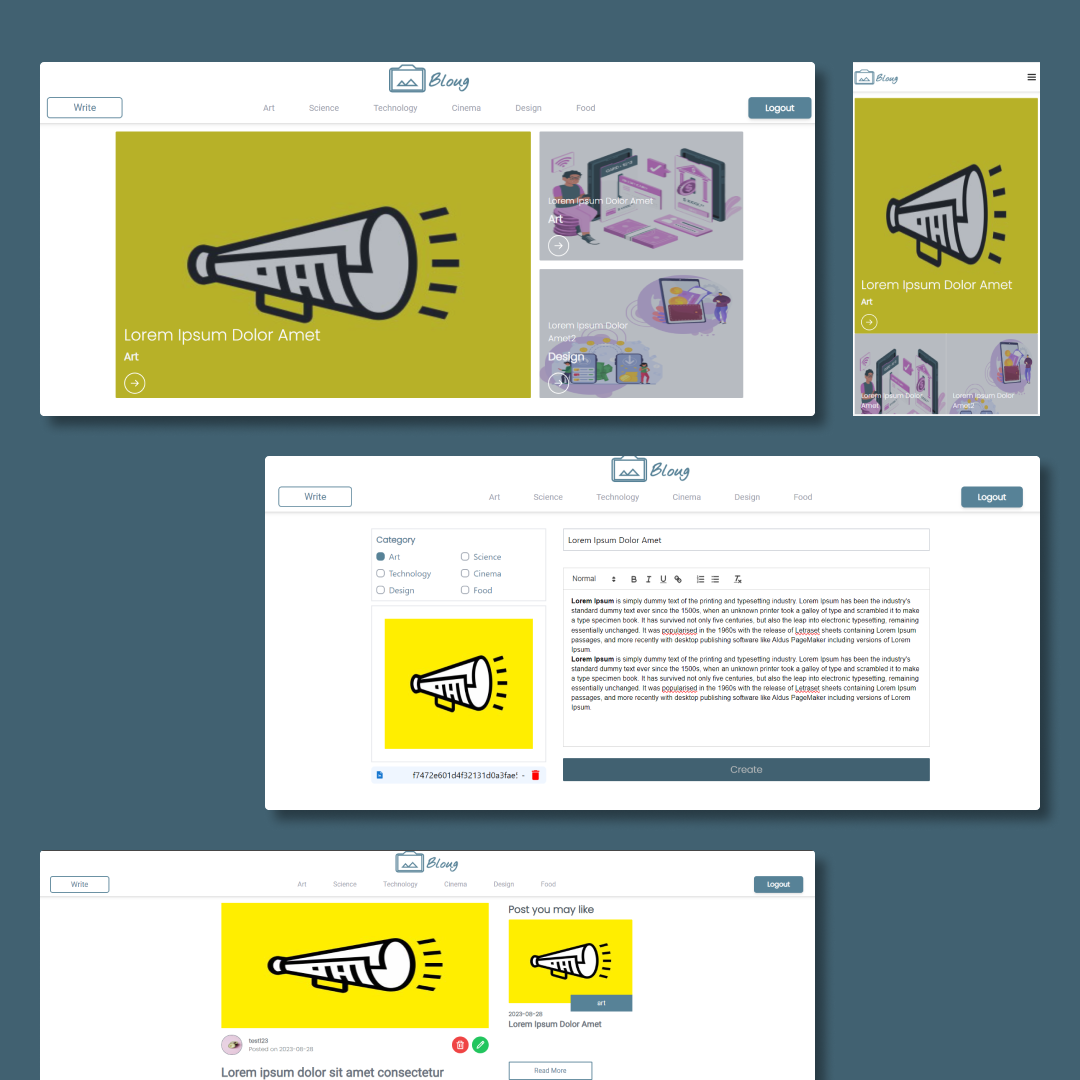 Bloug
Write
Art Science Technology Cinema Design Food
Logout
Lorem Ipsum Dolor Amet
Art
Lorem Ipsum Dolor Amet
Art
Lorem Ipsum Dolor
Amet2
Design
Bloug
Lorem Ipsum Dolor Amet
Art
Lorem Ipsum Dolor
Amet
Lorem Ipsum Dolor
Amet2
Bloug
Write
Art Science Technology Cinema Design Food
Logout
Category
Art Science
Technology Cinema
Design Food
f7472e601d4f32131d0a3fae!
Lorem Ipsum Dolor Amet
Normal B I U
Lorem Ipsum is simply dummy text of the printing and typesetting industry. Lorem Ipsum has been the industry's
standard dummy text ever since the 1500s, when an unknown printer took a galley of type and scrambled it to make
a type specimen book. It has survived not only five centuries, but also the leap into electronic typesetting, remaining
essentially unchanged. It was popularised in the 1960s with the release of Letraset sheets containing Lorem Ipsum
passages, and more recently with desktop publishing software like Aldus PageMaker including versions of Lorem
Ipsum.
Lorem Ipsum is simply dummy text of the printing and typesetting industry. Lorem Ipsum has been the industry's
standard dummy text ever since the 1500s, when an unknown printer took a galley of type and scrambled it to make
a type specimen book. It has survived not only five centuries, but also the leap into electronic typesetting, remaining
essentially unchanged. It was popularised in the 1960s with the release of Letraset sheets containing Lorem Ipsum
passages, and more recently with desktop publishing software like Aldus PageMaker including versions of Lorem
Ipsum.
Create
Bloug
Write
Art Science Technology Cinema Design Food
Logout
test123
Posted on 2023-08-28
Lorem ipsum dolor sit amet consectetur
Post you may like
art
2023-08-28
Lorem Ipsum Dolor Amet
Read More